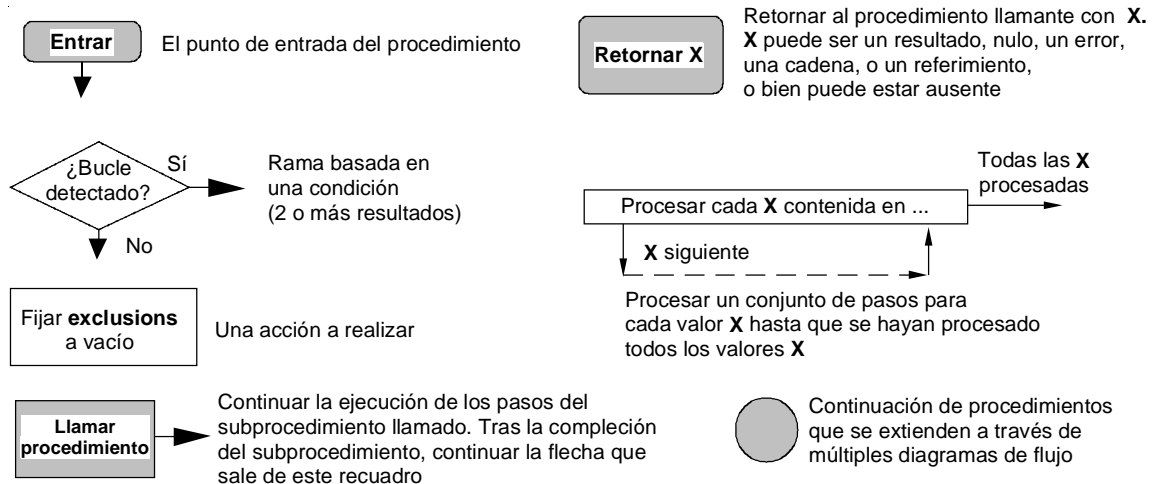 Entrar
El punto de entrada del procedimiento
Retornar X
Retornar al procedimiento llamante con X.
X puede ser un resultado, nulo, un error,
una cadena, o un referimiento,
o bien puede estar ausente
¿Bucle
detectado?
Sí
No
Rama basada en
una condición
(2 o más resultados)
Procesar cada X contenida en ...
Todas las X
procesadas
X siguiente
Procesar un conjunto de pasos para
cada valor X hasta que se hayan procesado
todos los valores X
Fijar exclusions
a vacío
Una acción a realizar
Llamar
procedimiento
Continuar la ejecución de los pasos del
subprocedimiento llamado. Tras la compleción
del subprocedimiento, continuar la flecha que
sale de este recuadro
Continuación de procedimientos
que se extienden a través de
múltiples diagramas de flujo